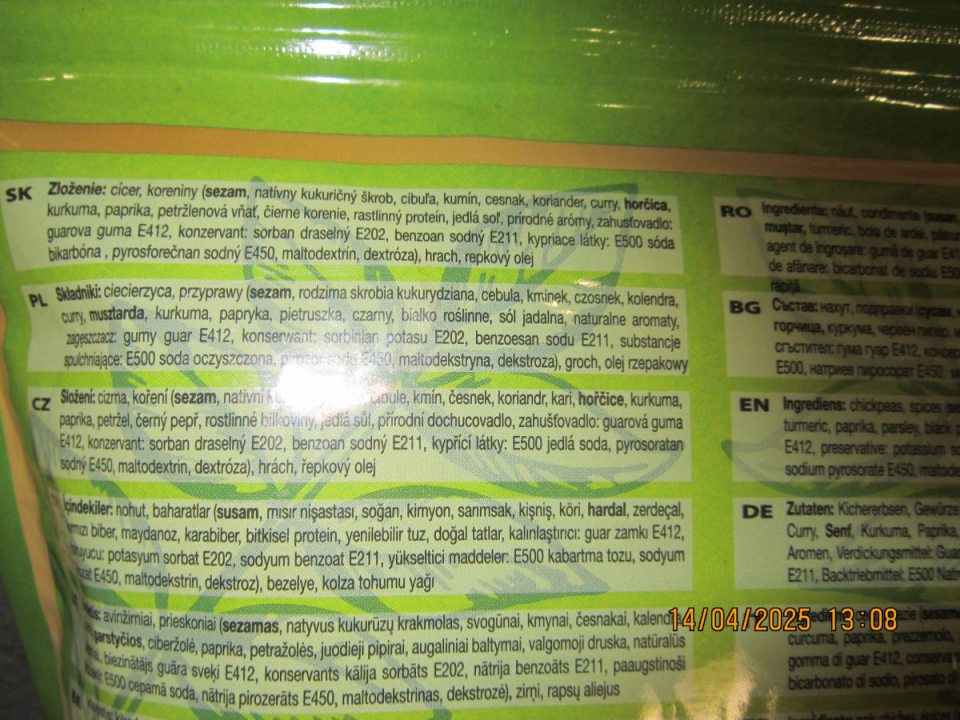 SK Zloženie: cícer, koreniny (sezam, natívny kukuričný škrob, cibuľa, kumín, cesnak, koriander, curry, horčica,
kurkuma, paprika, petržlenová vňať, čierne korenie, rastlinný protein, jedlá soľ, prírodné arómy, zahusťovadlo:
guarova guma E412, konzervant: sorban draselný E202, benzoan sodný E211, kypriace látky: E500 sóda
bikarbóna , pyrosforečnan sodný E450, maltodextrín, dextróza), hrach, repkový olej
PL Składniki: ciecierzyca, przyprawy (sezam, rodzima skrobia kukurydziana, cebula, kminek, czosnek, kolendra,
curry, musztarda, kurkuma, papryka, pietruszka, czarny, bialko roślinne, sól jadalna, naturalne aromaty,
zagęszczacz: gumy guar E412, konserwant: sorbinian potasu E202, benzoesan sodu E211, substancje
spulchniające: E500 soda oczyszczona, sodu E450, maltodekstryna, dekstroza), groch, olej rzepakowy
CZ Složení: cizrna, koření (sezam, nativní cibule, kmín, česnek, koriandr, kari, hořčice, kurkuma,
paprika, petržel, černý pepř, rostlinné bílkoviny, jedlá sůl, přírodní dochucovadlo, zahušťovadlo: guarová guma
E412, konzervant: sorban draselný E202, benzoan sodný E211, kypřící látky: E500 jedlá soda, pyrosoratan
sodný E450, maltodextrin, dextróza), hrách, řepkový olej
İçindekiler: nohut, baharatlar (susam, mısır nişastası, soğan, kimyon, sarımsak, kişniş, köri, hardal, zerdeçal,
biber, maydanoz, karabiber, bitkisel protein, yenilebilir tuz, doğal tatlar, kalınlaştırıcı: guar zamkı E412,
potasyum sorbat E202, sodyum benzoat E211, yükseltici maddeler: E500 kabartma tozu, sodyum
E450, maltodekstrin, dekstroz), bezelye, kolza tohumu yağı
avinžirniai, prieskoniai (sezamas, natyvus kukurūzų krakmolas, svogūnai, kmynai, česnakai,
garstyčios, ciberžolė, paprika, petražolės, juodieji pipirai, augaliniai baltymai, valgomoji druska, natūralūs
biezinātājs guāra sveķi E412, konservants kālija sorbāts E202, nātrija benzoāts E211, paaugstinoši
E500 cepamā soda, nātrija pirozerāts E450, maltodekstrinas, dekstrozė), zirņi, rapsų aliejus
RO Ingrediente: năut, condimente (susan,
muștar, turmeric, boia de ardei,
agent de îngroșare: gumă de guar
de afânare: bicarbonat de sodiu
rapiță
BG Състав: нахут, подправки (сусам,
горчица, куркума, червен пипер,
сгъстител: гума гуар E412,
E500, натриев пиросорат E450,
EN Ingrediens: chickpeas, spices
turmeric, paprika, parsley, black
E412, preservative: potassium
sodium pyrosorate E450,
DE Zutaten: Kichererbsen, Gewürze
Curry, Senf, Kurkuma, Paprika,
Aromen, Verdickungsmittel:
E211, Backtriebmittel: E500
14/04/2025 13:08
curcuma, paprika, prezzemolo,
gomma di guar E412,
bicarbonato di sodio,